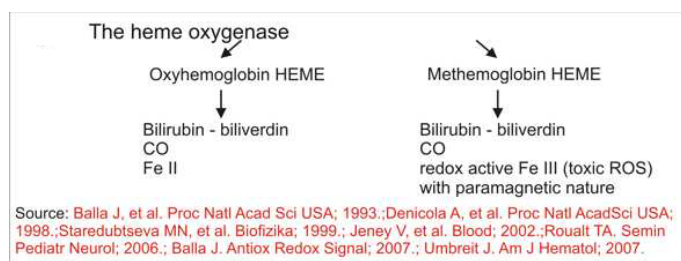 The heme oxygenase
Oxyhemoglobin HEME Methemoglobin HEME
Bilirubin - biliverdin Bilirubin - biliverdin
CO CO
Fe II redox active Fe III (toxic ROS)
with paramagnetic nature
Source: Balla J, et al. Proc Natl Acad Sci USA; 1993.;Denicola A, et al. Proc Natl AcadSci USA;
1998.;Staredubtseva MN, et al. Biofizika; 1999.; Jeney V, et al. Blood; 2002.;Roualt TA. Semin
Pediatr Neurol; 2006.; Balla J. Antiox Redox Signal; 2007.; Umbreit J. Am J Hematol; 2007.